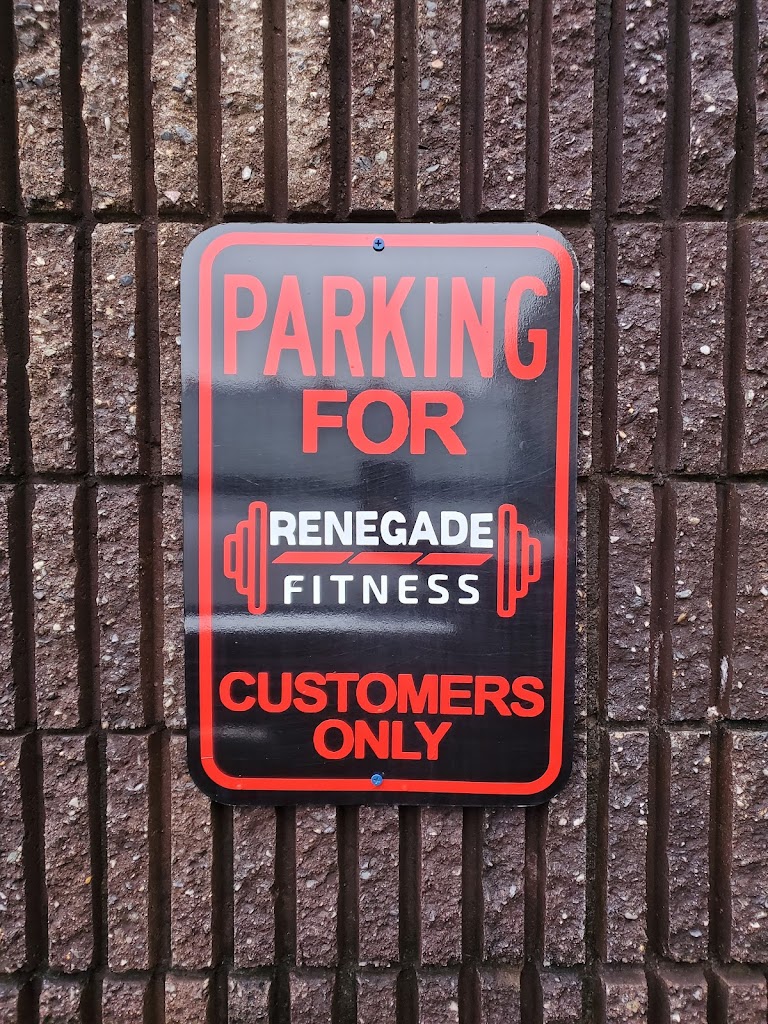 PARKING
FOR
RENEGADE
FITNESS
CUSTOMERS
ONLY